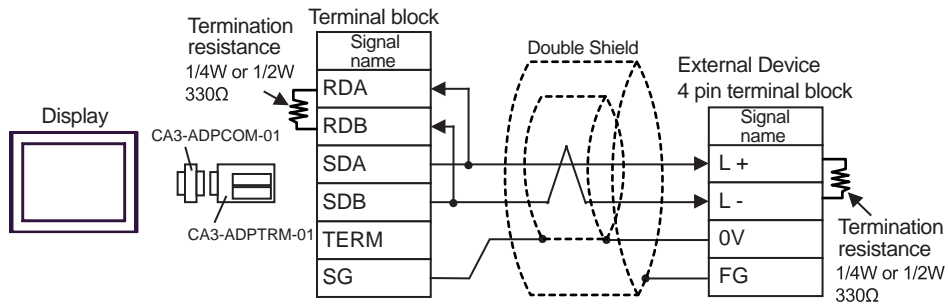 Display
CA3-ADPCOM-01
CA3-ADPTRM-01
Termination
resistance
1/4W or 1/2W
330Ω
Terminal block
Signal
name
RDA
RDB
SDA
SDB
TERM
SG
Double Shield
External Device
4 pin terminal block
Signal
name
L +
L -
0V
FG
Termination
resistance
1/4W or 1/2W
330Ω